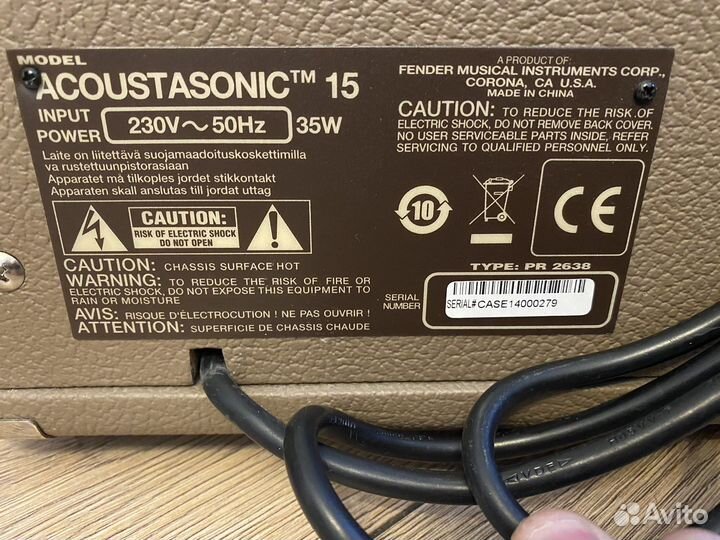 MODEL
ACOUSTASONIC™ 15
INPUT
POWER
230V～50Hz
35W
Laite on liitettävä suojamaadoituskoskettimilla
va rustettuunpistorasiaan
Apparatet må tilkoples jordet stikkontakt
Apparaten skall anslutas till jordat uttag
CAUTION:
RISK OF ELECTRIC SHOCK
DO NOT OPEN
CAUTION: CHASSIS SURFACE HOT
WARNING: TO REDUCE THE RISK OF FIRE OR
ELECTRIC SHOCK, DO NOT EXPOSE THIS EQUIPMENT TO
RAIN OR MOISTURE
AVIS: RISQUE D'ÉLECTROCUTION ! NE PAS OUVRIR !
ATTENTION: SUPERFICIE DE CHASSIS CHAUDE
A PRODUCT OF:
FENDER MUSICAL INSTRUMENTS CORP.,
CORONA, CA U.S.A.
MADE IN CHINA
CAUTION: TO REDUCE THE RISK OF
ELECTRIC SHOCK, DO NOT REMOVE BACK COVER.
NO USER SERVICEABLE PARTS INSIDE, REFER
SERVICING TO QUALIFIED PERSONNEL ONLY.
10
CE
TYPE: PR 2638
SERIAL
NUMBER
SERIAL# CASE14000279
Avito